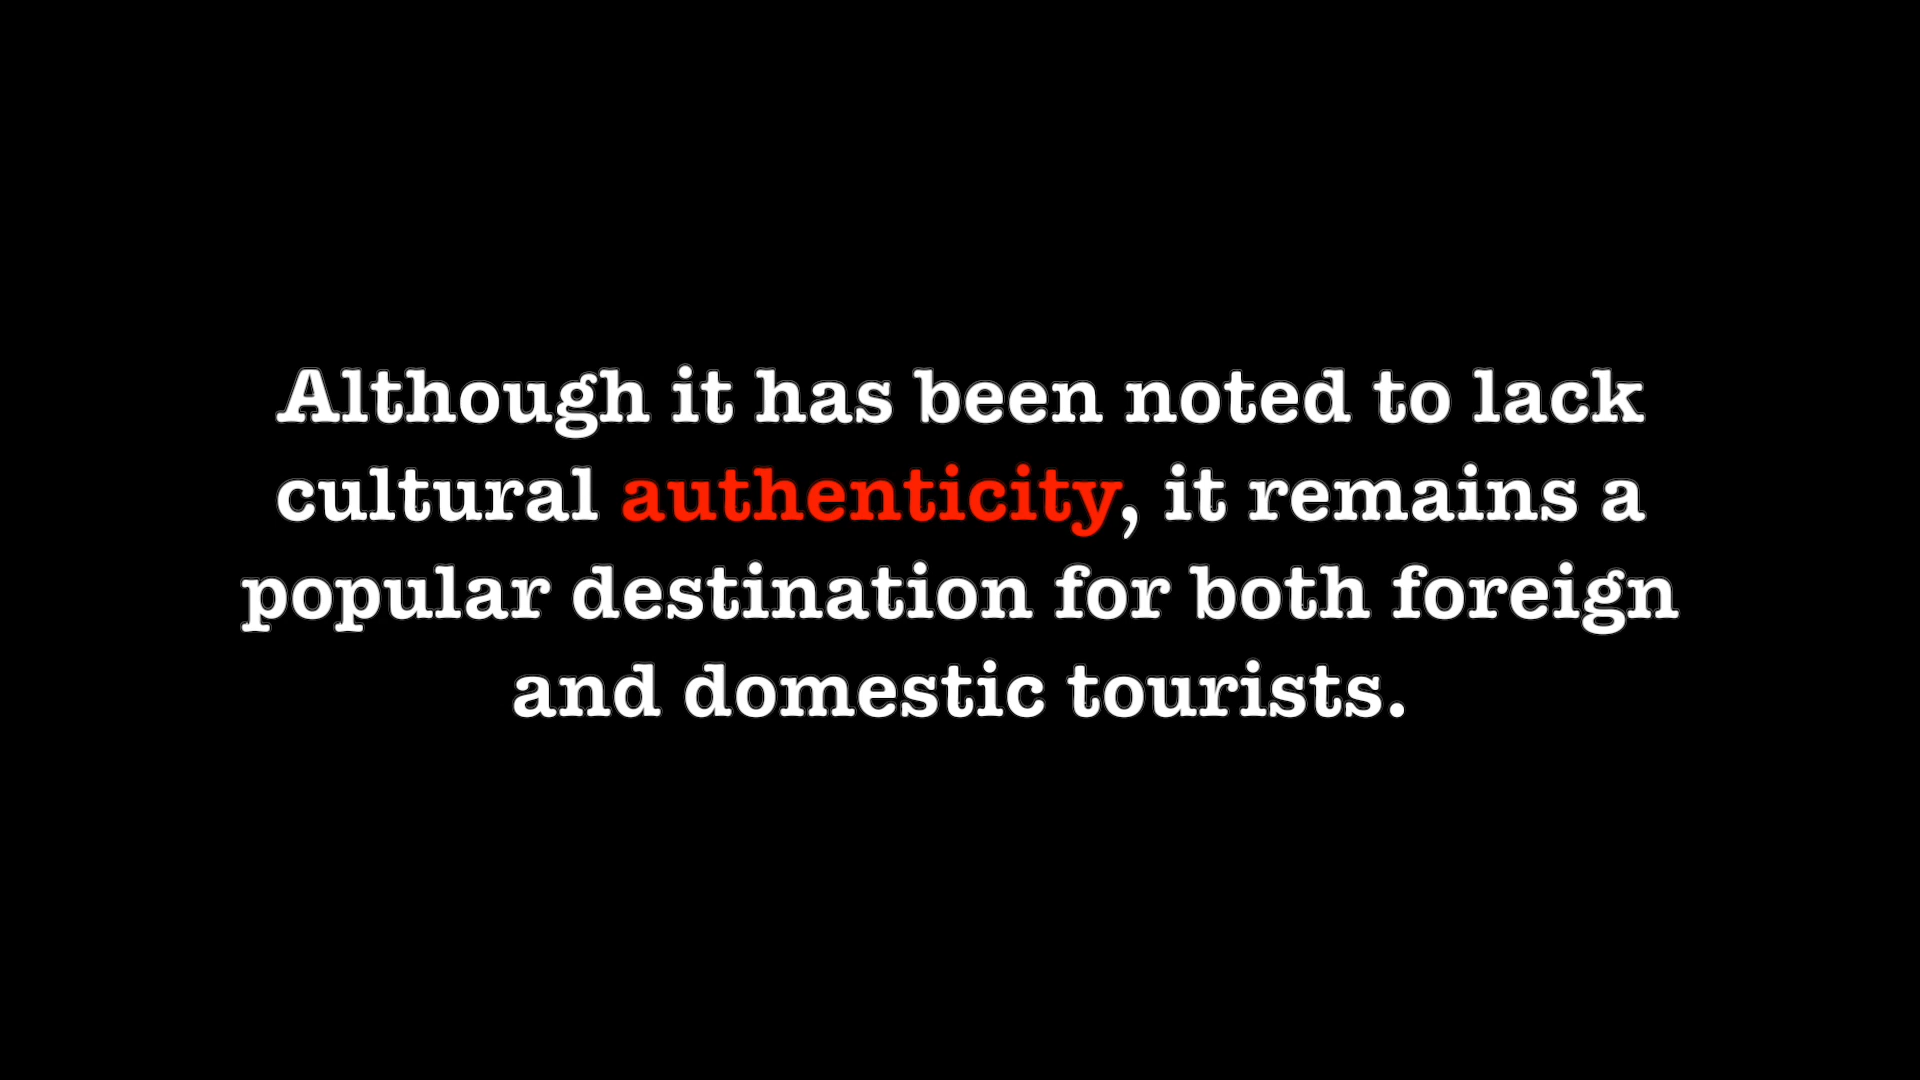 Although it has been noted to lack
cultural authenticity, it remains a
popular destination for both foreign
and domestic tourists.